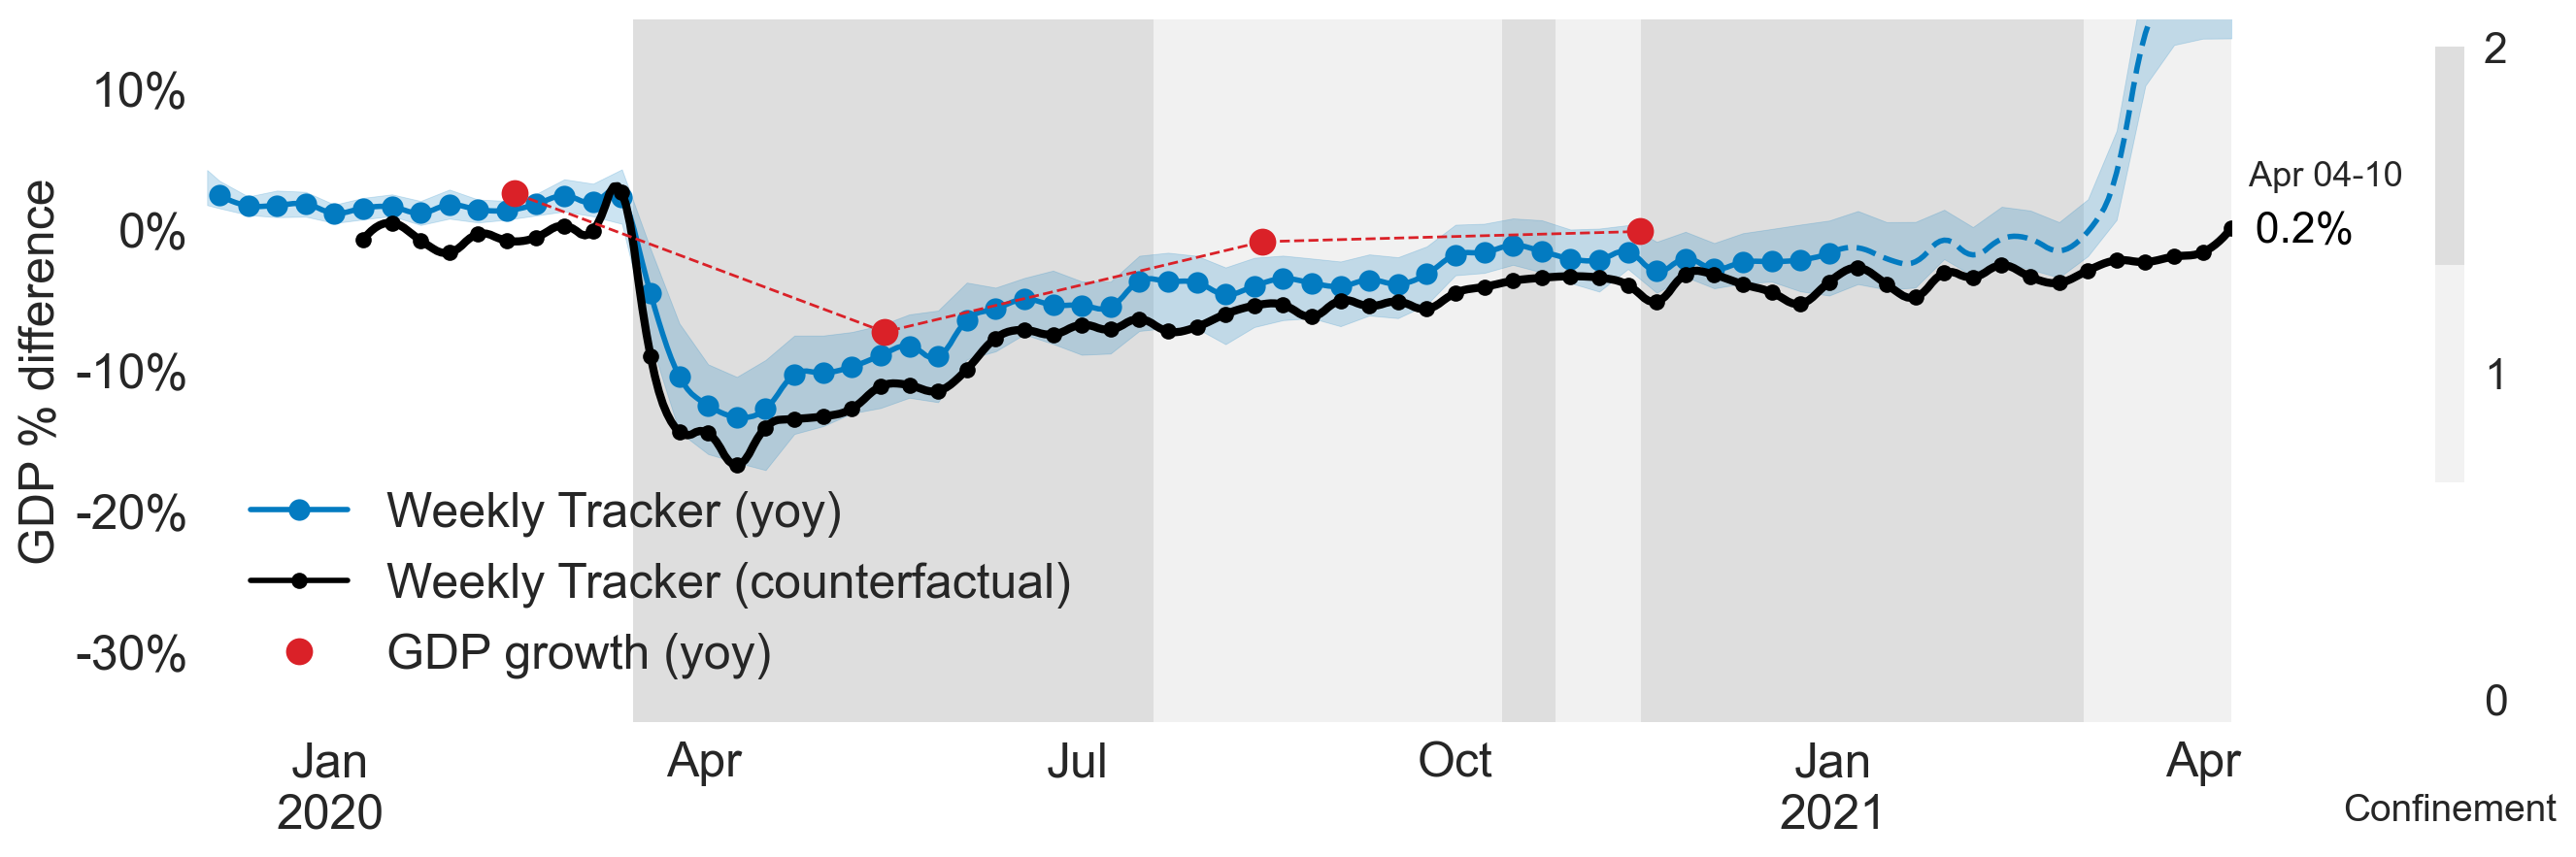 GDP % difference
10%
0%
-10%
-20%
-30%
Weekly Tracker (yoy)
Weekly Tracker (counterfactual)
GDP growth (yoy)
Jan
2020
Apr
Jul
Oct
Jan
2021
Apr
Apr 04-10
0.2%
2
1
0
Confinement